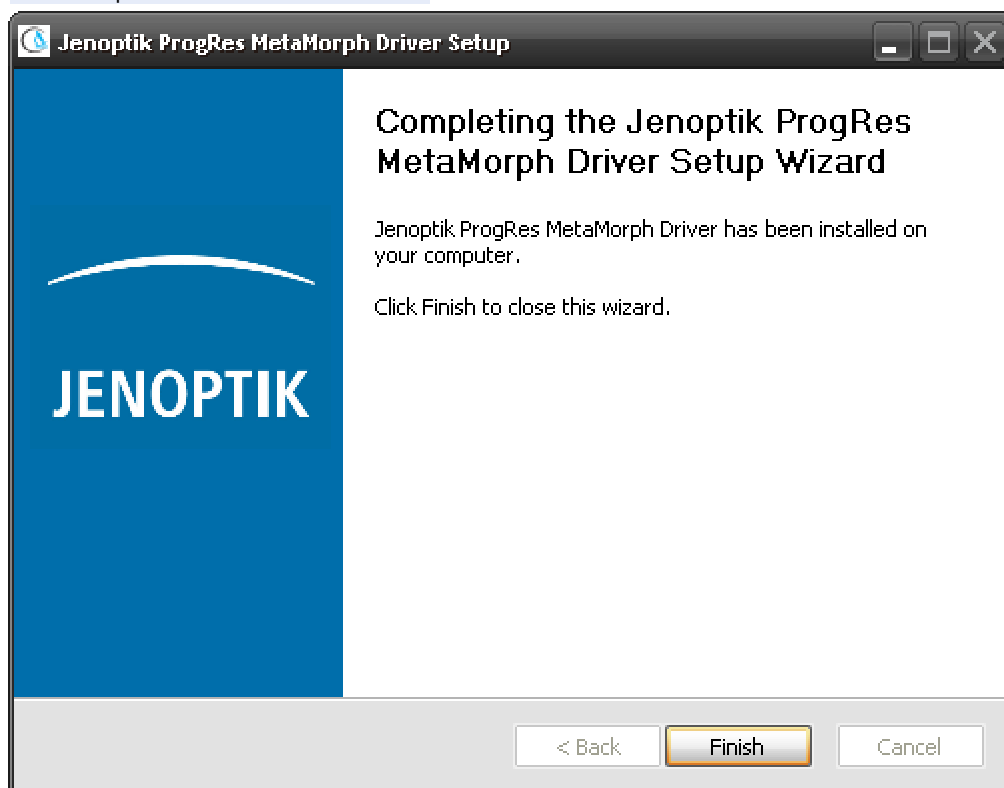 Jenoptik ProgRes MetaMorph Driver Setup
Completing the Jenoptik ProgRes
MetaMorph Driver Setup Wizard
Jenoptik ProgRes MetaMorph Driver has been installed on
your computer.
Click Finish to close this wizard.
JENOPTIK
< Back
Finish
Cancel